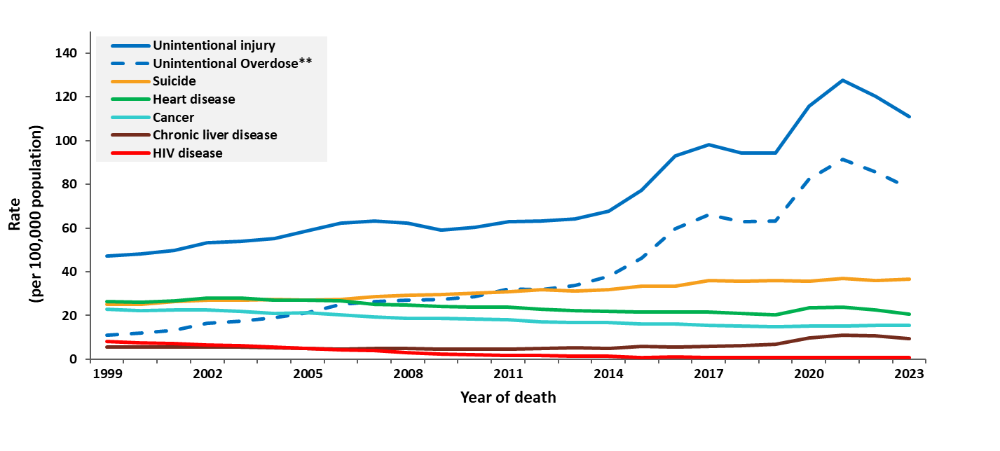 Unintentional injury
Unintentional Overdose**
Suicide
Heart disease
Cancer
Chronic liver disease
HIV disease
140
120
100
80
60
40
20
0
Rate
(per 100,000 population)
1999 2002 2005 2008 2011 2014 2017 2020 2023
Year of death